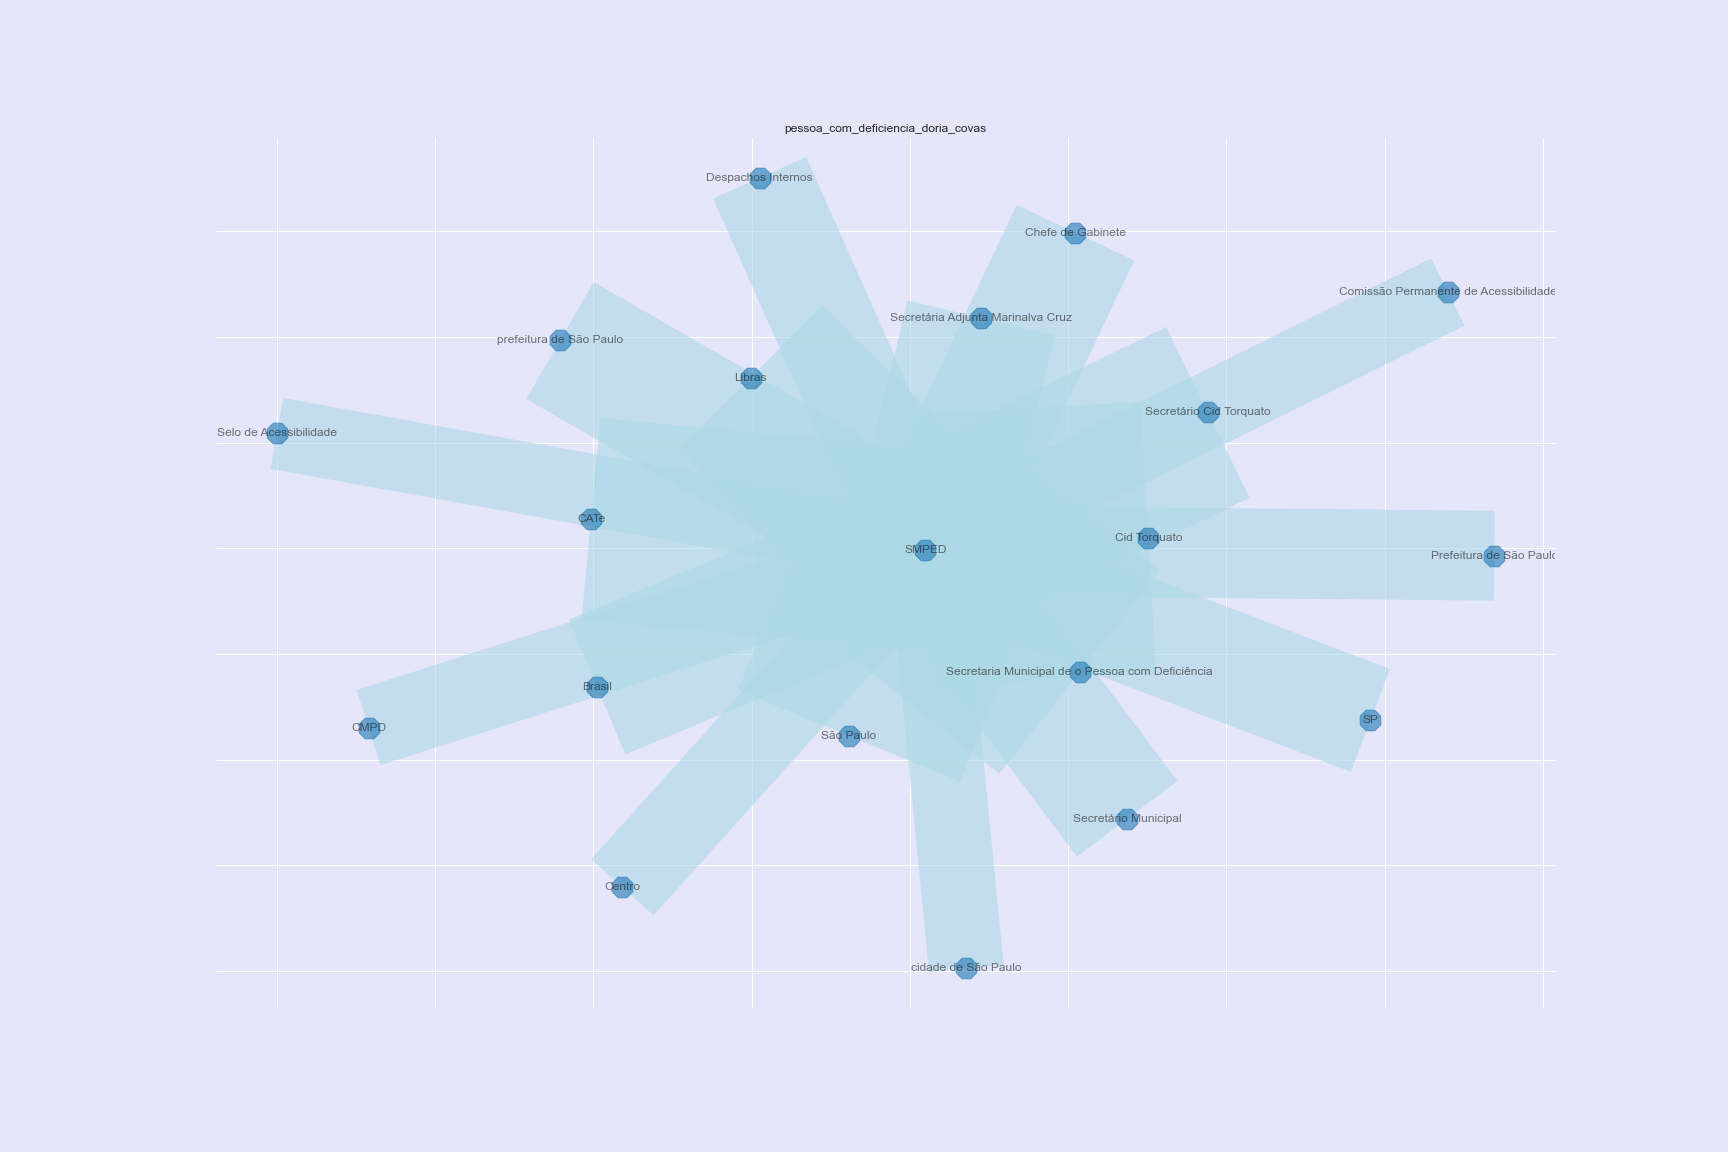 pessoa_com_deficiencia_doria_covas
Despachos Internos
Chefe de Gabinete
Comissão Permanente de Acessibilidade
Secretária Adjunta Marinalva Cruz
prefeitura de São Paulo
Libras
Secretário Cid Torquato
Selo de Acessibilidade
CATe
Cid Torquato
SMPED
Prefeitura de São Paulo
Secretaria Municipal de o Pessoa com Deficiência
Brasil
SP
CMPD
São Paulo
Secretário Municipal
Centro
cidade de São Paulo